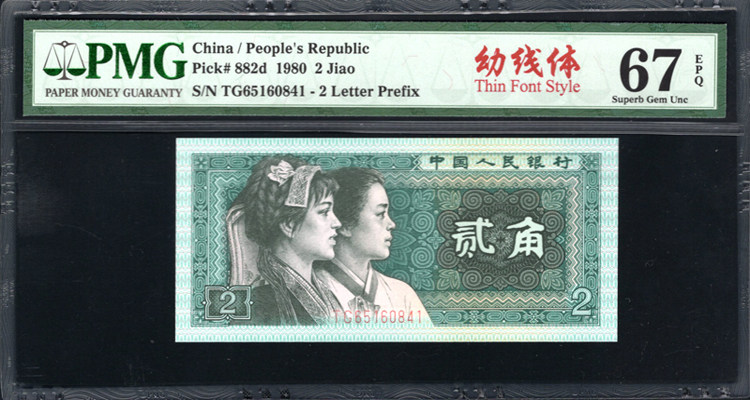 PMG
PAPER MONEY GUARANTY
China / People's Republic
Pick# 882d 1980 2 Jiao
S/N TG65160841 - 2 Letter Prefix
幼线体
Thin Font Style
67 EPQ
Superb Gem Unc
中国人民银行
贰角
2
2
TG65160841